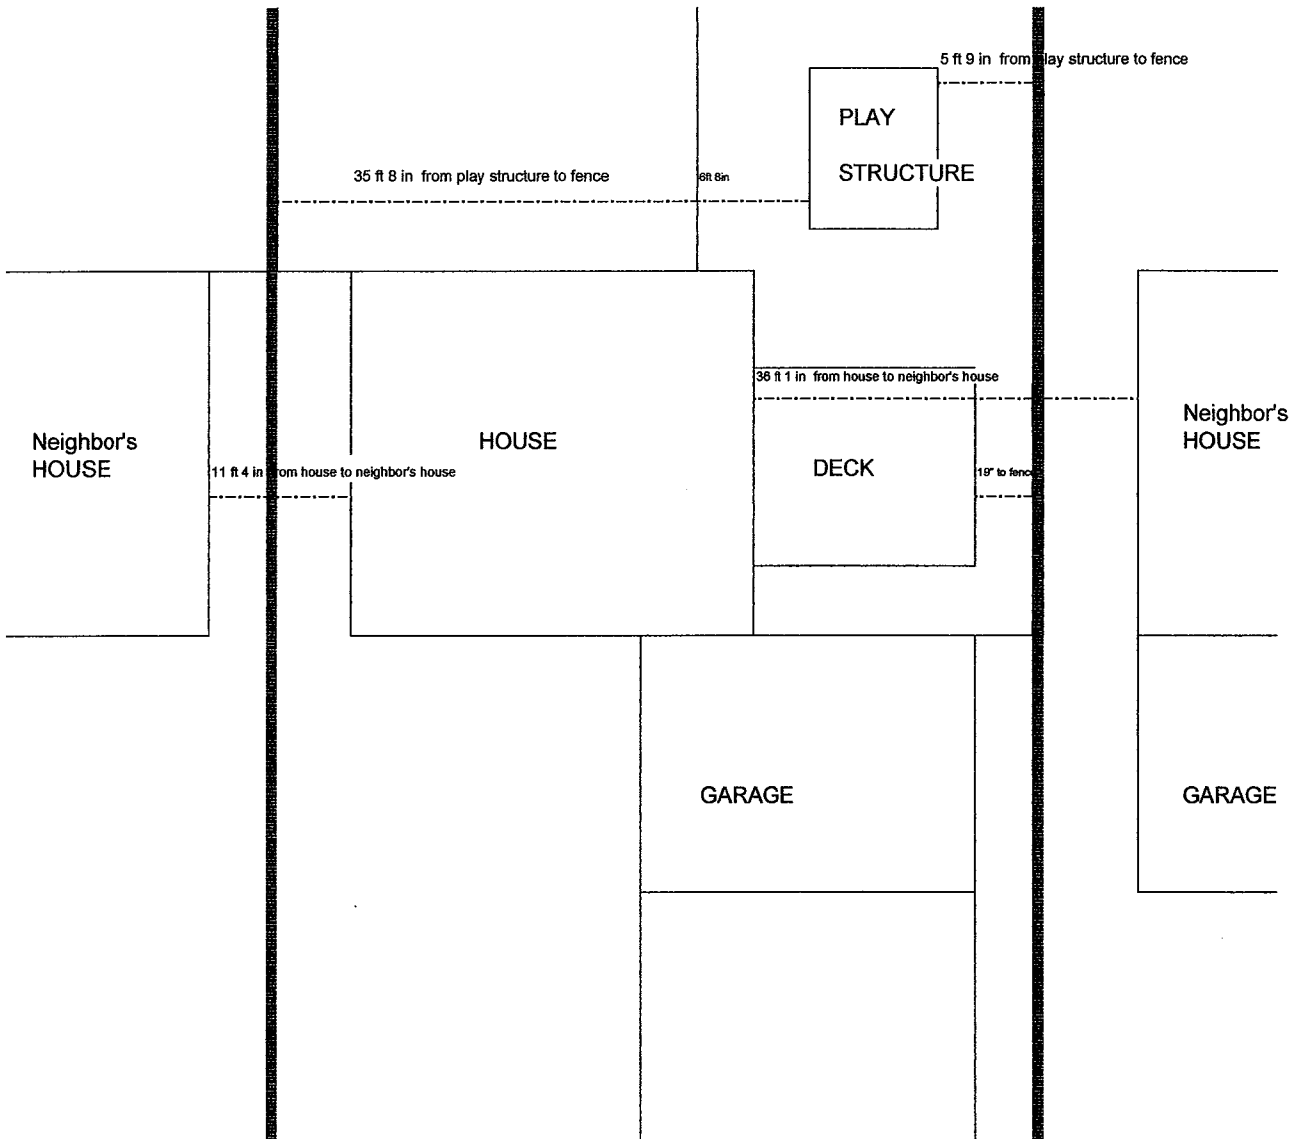 5 ft 9 in from play structure to fence
PLAY
STRUCTURE
35 ft 8 in from play structure to fence
6ft 8in
36 ft 1 in from house to neighbor's house
Neighbor's
HOUSE
HOUSE
DECK
Neighbor's
HOUSE
11 ft 4 in from house to neighbor's house
19" to fence
GARAGE
GARAGE